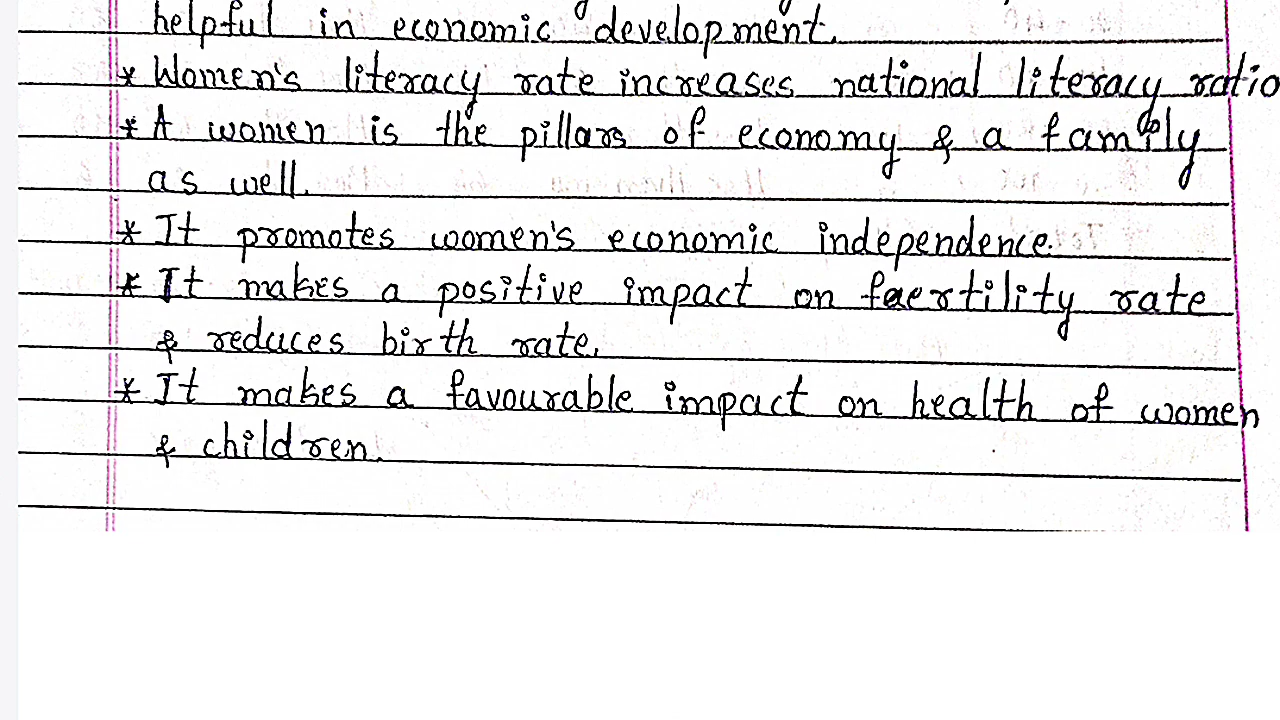 helpful in economic development.
* Women's literacy rate increases national literacy ratio
* A women is the pillars of economy & a family
as well.
* It promotes women's economic independence.
* It makes a positive impact on faertility rate
& reduces birth rate.
* It makes a favourable impact on health of women
& children.